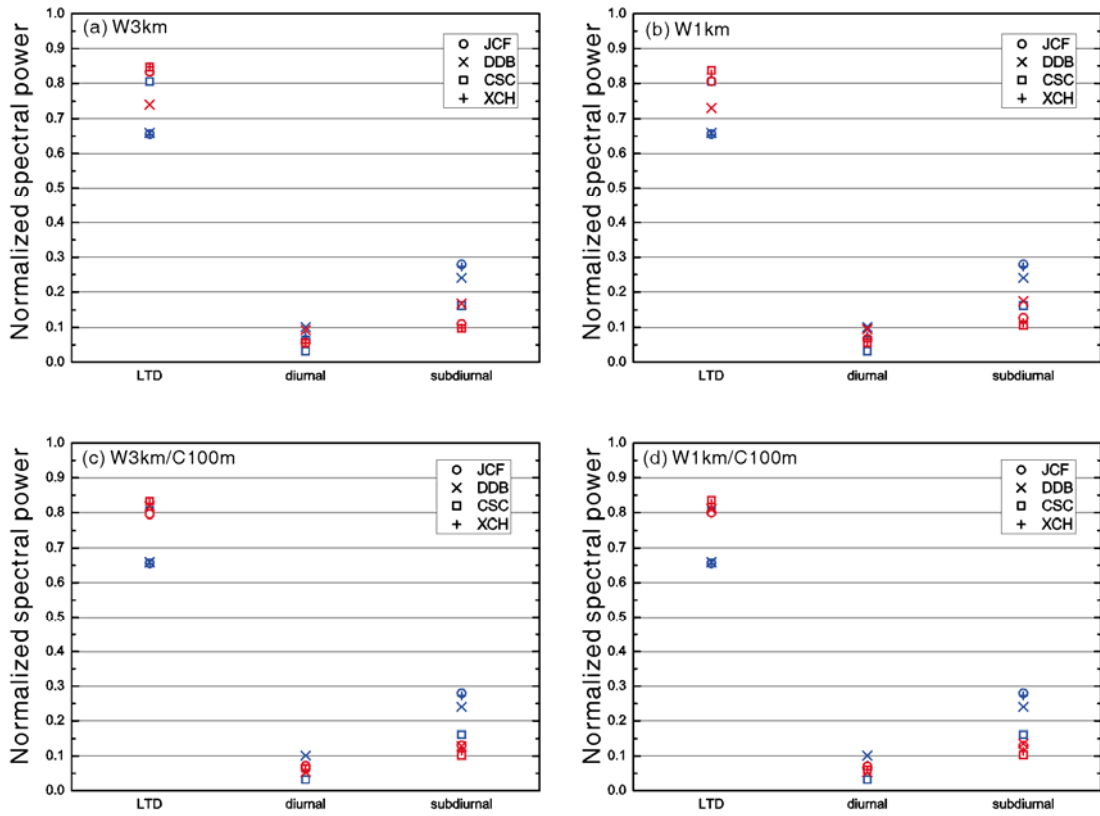 (a) W3km
Normalized spectral power
1.0
0.9
0.8
0.7
0.6
0.5
0.4
0.3
0.2
0.1
0.0
JCF
DDB
CSC
XCH
LTD diurnal subdiurnal
(b) W1km
Normalized spectral power
1.0
0.9
0.8
0.7
0.6
0.5
0.4
0.3
0.2
0.1
0.0
JCF
DDB
CSC
XCH
LTD diurnal subdiurnal
(c) W3km/C100m
Normalized spectral power
1.0
0.9
0.8
0.7
0.6
0.5
0.4
0.3
0.2
0.1
0.0
JCF
DDB
CSC
XCH
LTD diurnal subdiurnal
(d) W1km/C100m
Normalized spectral power
1.0
0.9
0.8
0.7
0.6
0.5
0.4
0.3
0.2
0.1
0.0
JCF
DDB
CSC
XCH
LTD diurnal subdiurnal